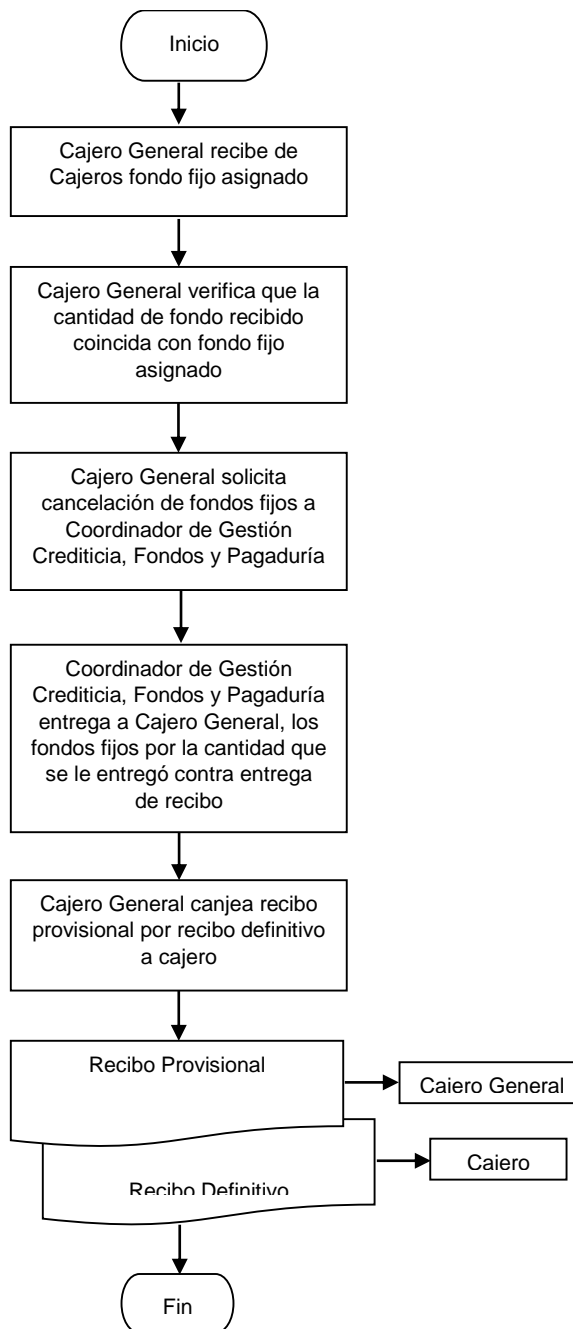 Inicio
Cajero General recibe de
Cajeros fondo fijo asignado
Cajero General verifica que la
cantidad de fondo recibido
coincida con fondo fijo
asignado
Cajero General solicita
cancelación de fondos fijos a
Coordinador de Gestión
Crediticia, Fondos y Pagaduría
Coordinador de Gestión
Crediticia, Fondos y Pagaduría
entrega a Cajero General, los
fondos fijos por la cantidad que
se le entregó contra entrega
de recibo
Cajero General canjea recibo
provisional por recibo definitivo
a cajero
Recibo Provisional
Cajero General
Cajero
Recibo Definitivo
Fin